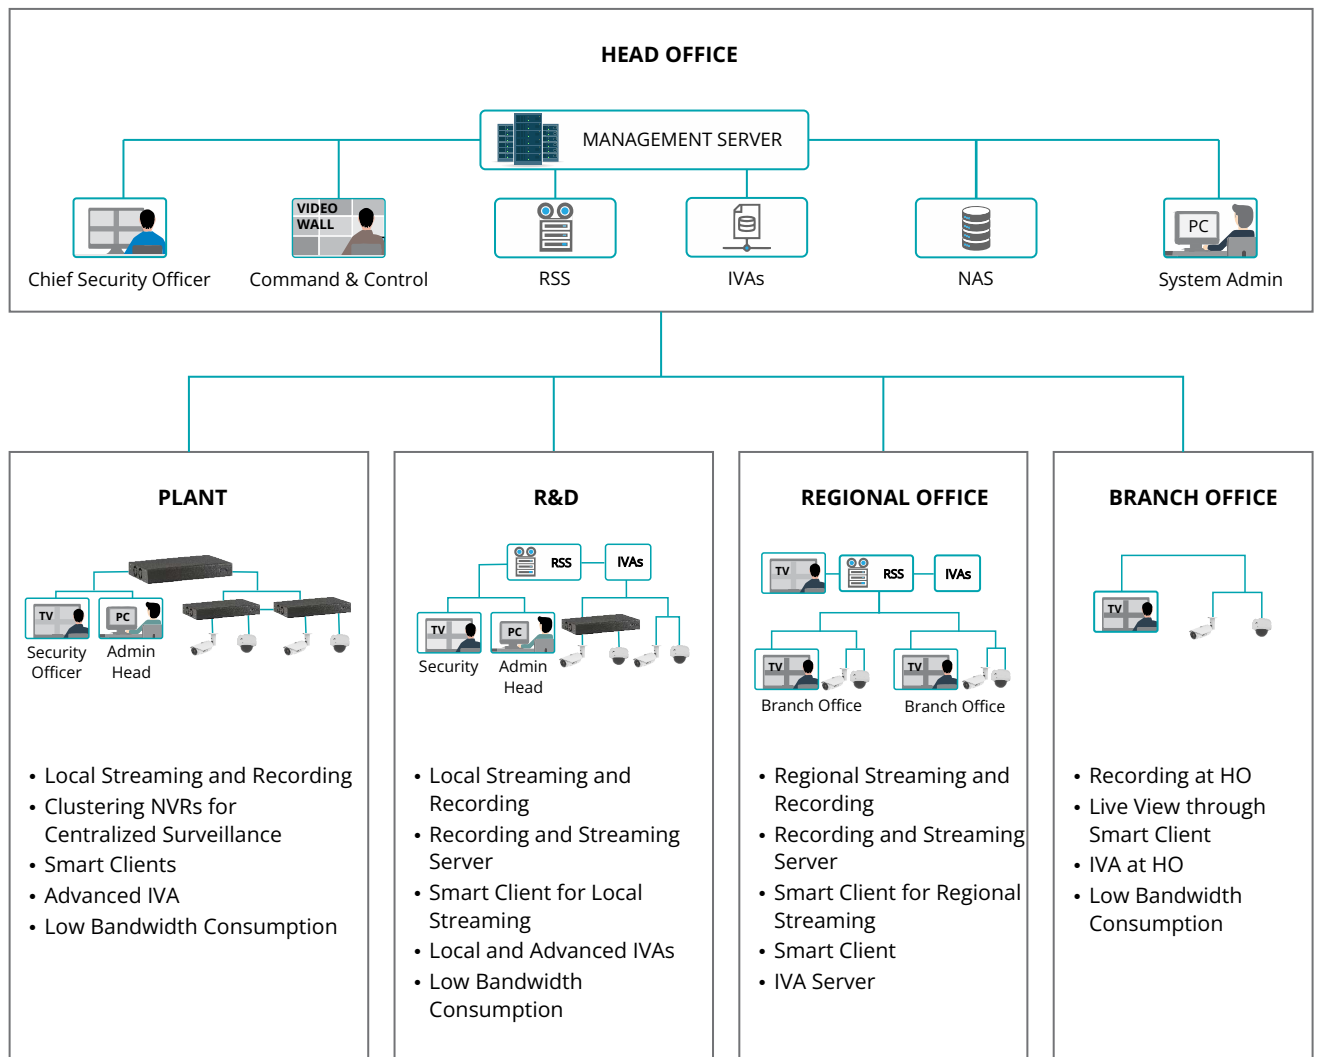 HEAD OFFICE
MANAGEMENT SERVER
VIDEO
WALL
PC
Chief Security Officer
Command & Control
RSS
IVAs
NAS
System Admin
PLANT
TV
PC
Security
Officer
Admin
Head
• Local Streaming and Recording
• Clustering NVRs for
Centralized Surveillance
• Smart Clients
• Advanced IVA
• Low Bandwidth Consumption
R&D
RSS
IVAs
TV
PC
Security
Admin
Head
• Local Streaming and
Recording
• Recording and Streaming
Server
• Smart Client for Local
Streaming
• Local and Advanced IVAs
• Low Bandwidth
Consumption
REGIONAL OFFICE
TV
RSS
IVAs
TV
TV
Branch Office
Branch Office
• Regional Streaming and
Recording
• Recording and Streaming
Server
• Smart Client for Regional
Streaming
• Smart Client
• IVA Server
BRANCH OFFICE
TV
• Recording at HO
• Live View through
Smart Client
• IVA at HO
• Low Bandwidth
Consumption